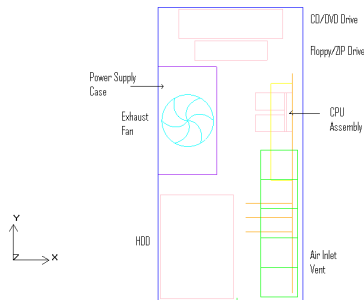 CD/DVD Drive
Floppy/ZIP Drive
Power Supply
Case
Exhaust
Fan
CPU
Assembly
HDD
Air Inlet
Vent
Y
Z
X